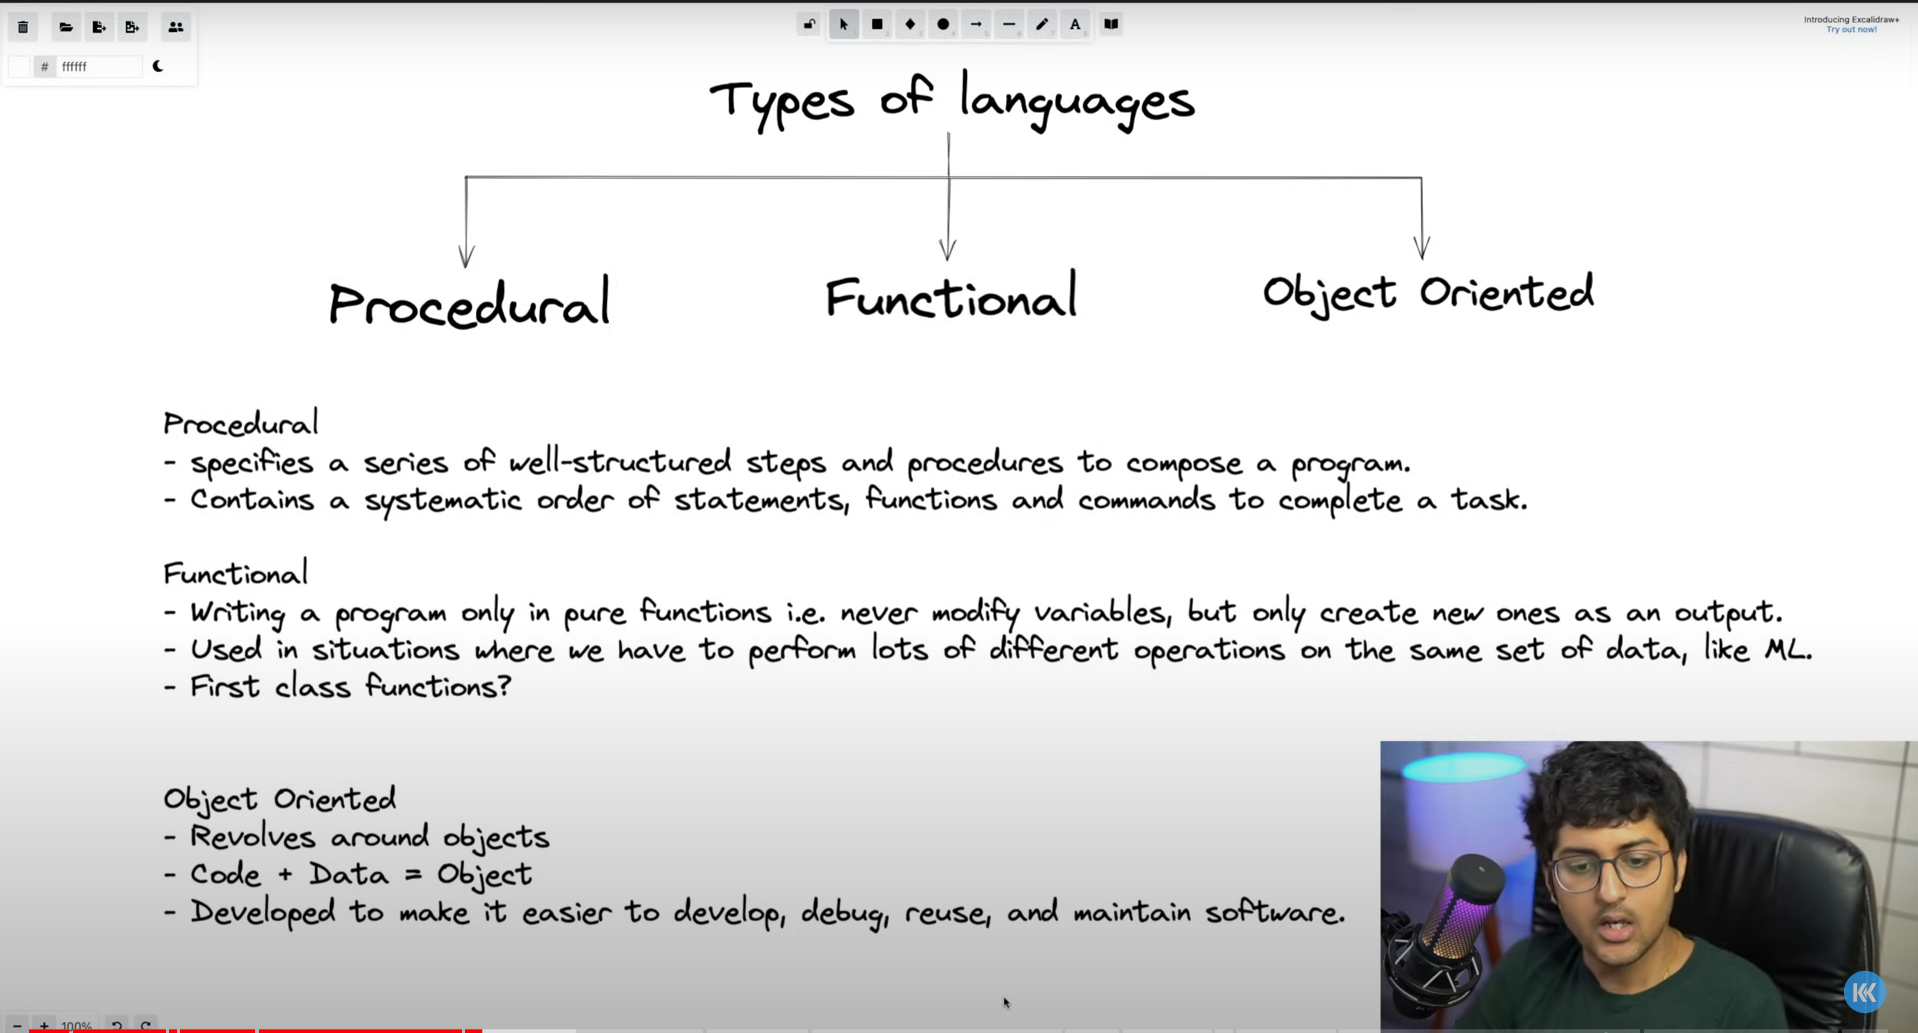 Introducing Excalidraw+
Try out now!
# ffffff
A
Types of languages
Procedural
Functional
Object Oriented
Procedural
- specifies a series of well-structured steps and procedures to compose a program.
- Contains a systematic order of statements, functions and commands to complete a task.
Functional
- Writing a program only in pure functions i.e. never modify variables, but only create new ones as an output.
- Used in situations where we have to perform lots of different operations on the same set of data, like ML.
- First class functions?
Object Oriented
- Revolves around objects
- Code + Data = Object
- Developed to make it easier to develop, debug, reuse, and maintain software.
- + 100%